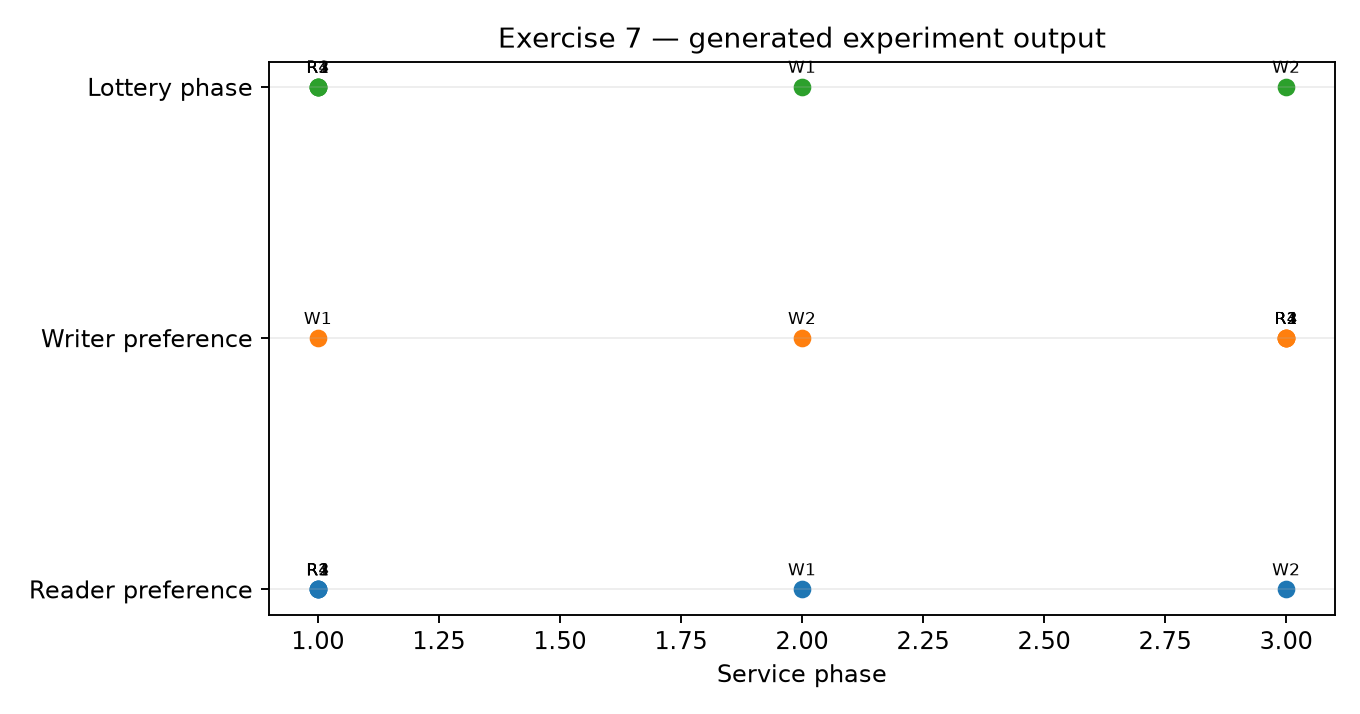 Exercise 7 — generated experiment output
Lottery phase
W1
W2
Writer preference
W1
W2
Reader preference
W1
W2
1.00 1.25 1.50 1.75 2.00 2.25 2.50 2.75 3.00
Service phase